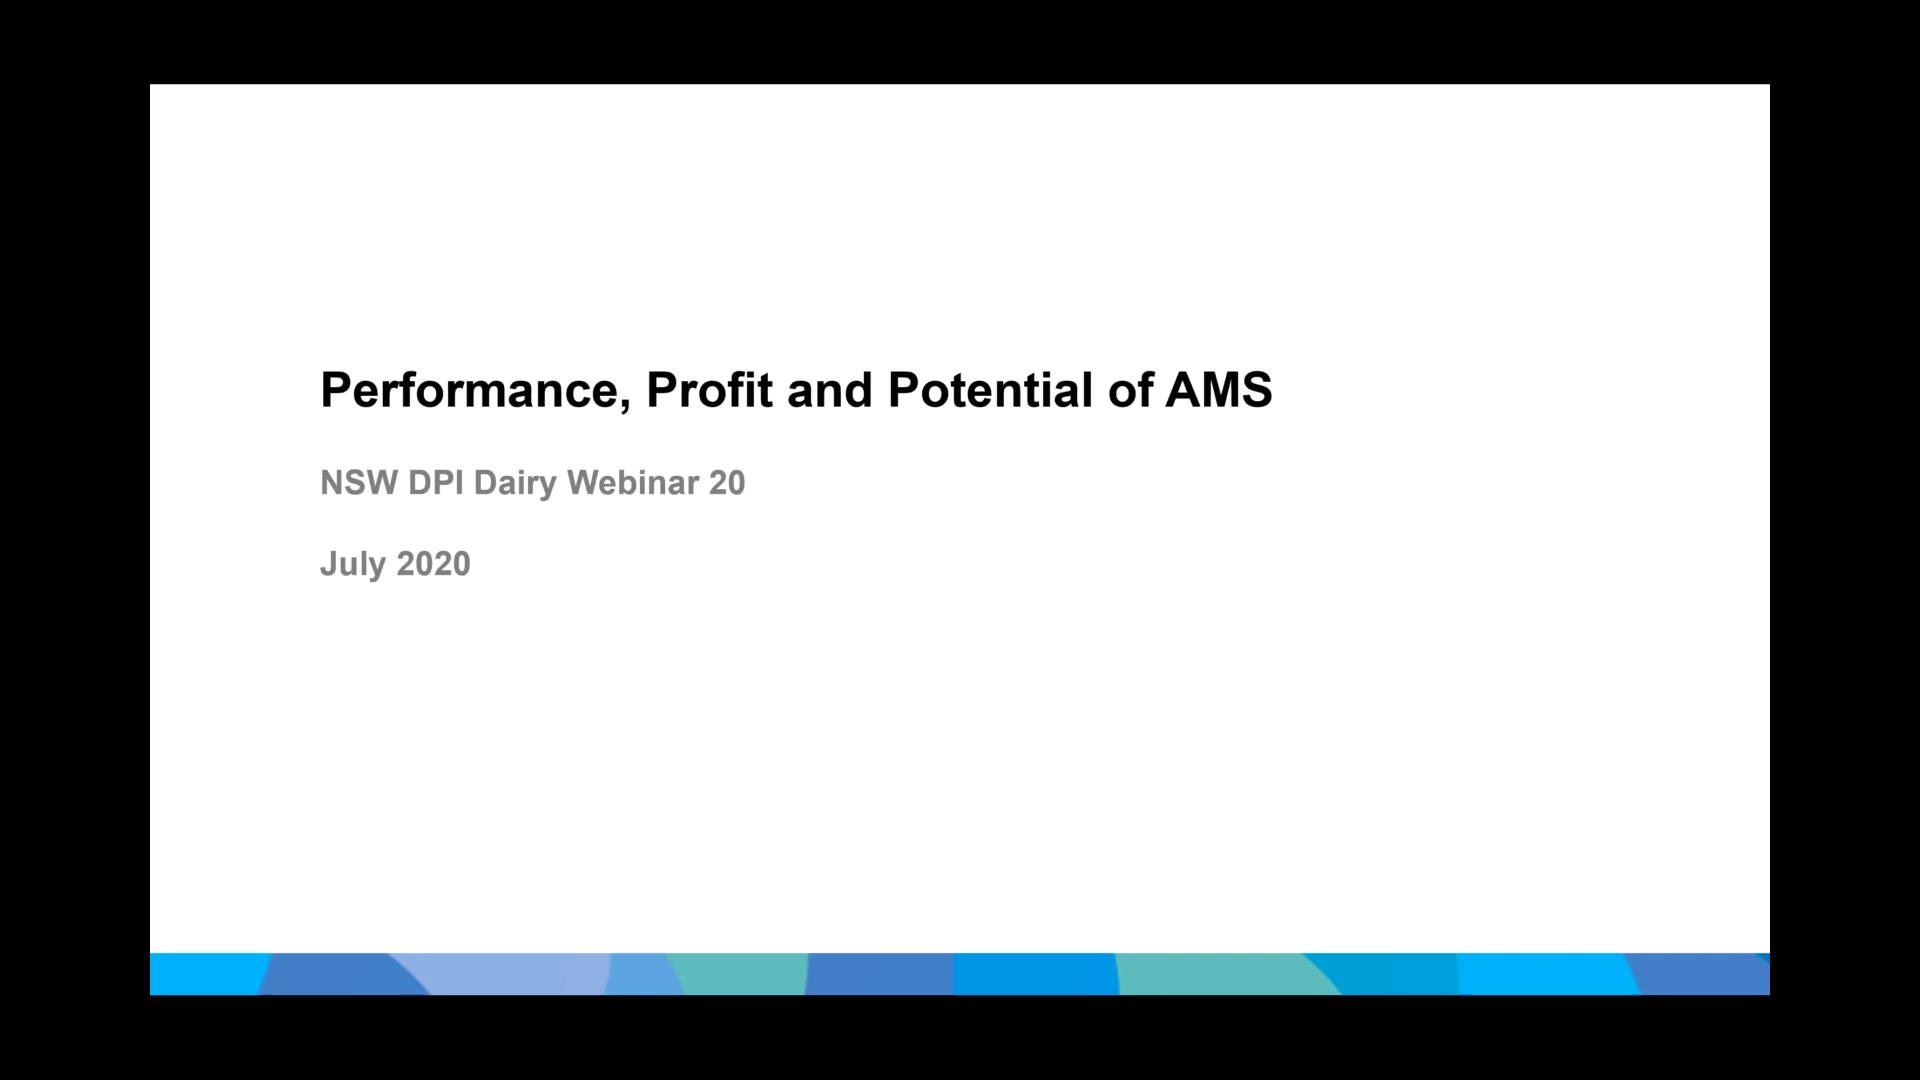 Performance, Profit and Potential of AMS
NSW DPI Dairy Webinar 20
July 2020